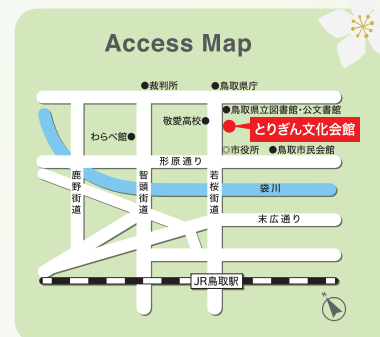 Access Map
●裁判所
●鳥取県庁
●鳥取県立図書館・公文書館
敬愛高校●
とりぎん文化会館
わらべ館●
◎市役所
●鳥取市民会館
形原通り
鹿野街道
智頭街道
若桜街道
袋川
末広通り
JR鳥取駅
N